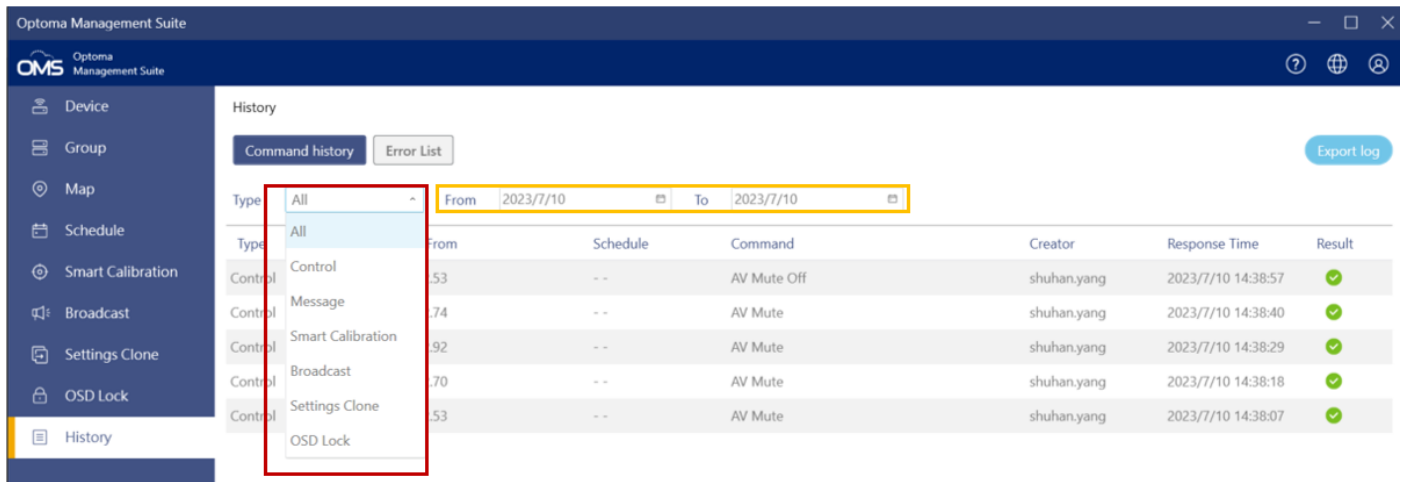 Optoma Management Suite
OMS Optoma Management Suite
Device
Group
Map
Schedule
Smart Calibration
Broadcast
Settings Clone
OSD Lock
History
History
Command history Error List Export log
Type All From 2023/7/10 To 2023/7/10
All
Control
Message
Smart Calibration
Broadcast
Settings Clone
OSD Lock
Type From Schedule Command Creator Response Time Result
Control .53 - - AV Mute Off shuhan.yang 2023/7/10 14:38:57
Control .74 - - AV Mute shuhan.yang 2023/7/10 14:38:40
Control .92 - - AV Mute shuhan.yang 2023/7/10 14:38:29
Control .70 - - AV Mute shuhan.yang 2023/7/10 14:38:18
Control .53 - - AV Mute shuhan.yang 2023/7/10 14:38:07